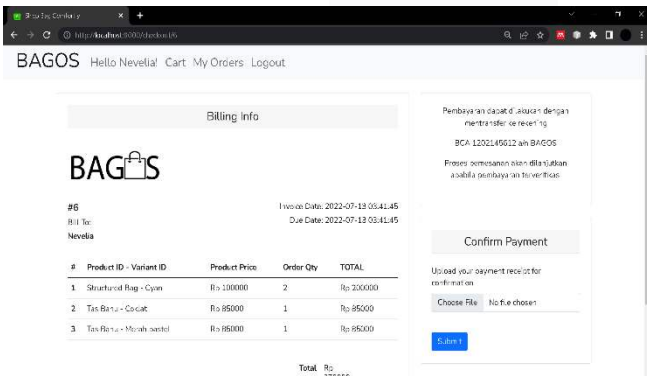 BAGOS Hello Nevelia! Cart My Orders Logout
Billing Info
BAGOS
#6
Bill To:
Nevelia
Invoice Date: 2022-07-13 03:41:45
Due Date: 2022-07-13 03:41:45
# Product ID - Variant ID Product Price Order Qty TOTAL
1 Structured Bag - Cyan Rp 100000 2 Rp 200000
2 Tas Rp 85000 1 Rp 85000
3 Tas Rp 85000 1 Rp 85000
Total Rp
Pembayaran dapat dilakukan dengan
mentransfer ke rekening
BCA 1202145612 a/n BAGOS
Proses pemesanan akan dilanjutkan
apabila pembayaran terverifikasi
Confirm Payment
Upload your payment receipt for
confirmation
Choose File No file chosen
Submit